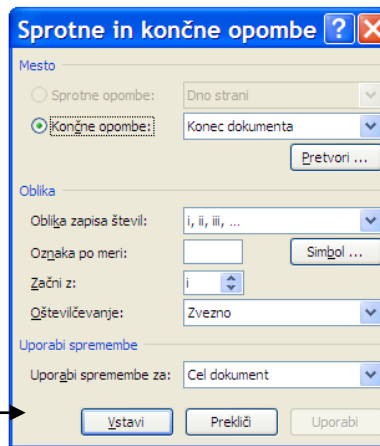 Sprotne in končne opombe
Mesto
Sprotne opombe: Dno strani
Končne opombe: Konec dokumenta
Pretvori ...
Oblika
Oblika zapisa števil: i, ii, iii, ...
Oznaka po meri: Simbol ...
Začni z: i
Oštevilčevanje: Zvezno
Uporabi spremembe
Uporabi spremembe za: Cel dokument
Vstavi Prekliči Uporabi